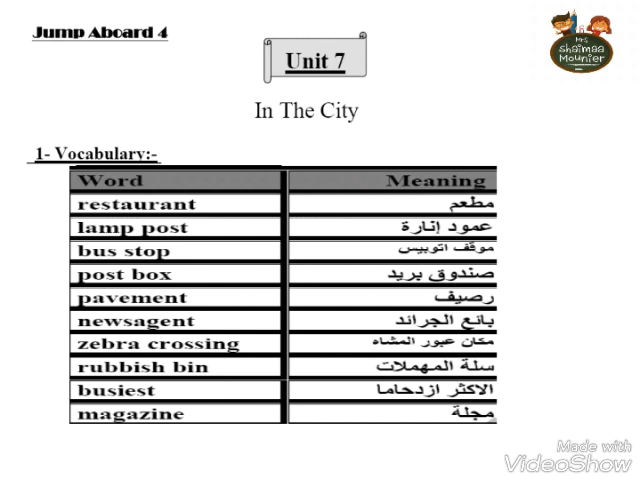 Jump Aboard 4
Mrs
Shaimaa
Mounier
Unit 7
In The City
1- Vocabulary:-
Word Meaning
restaurant مطعم
lamp post عمود إنارة
bus stop موقف اتوبيس
post box صندوق بريد
pavement رصيف
newsagent بائع الجرائد
zebra crossing مكان عبور المشاه
rubbish bin سلة المهملات
busiest الاكثر ازدحاما
magazine مجلة
Made with
VideoShow